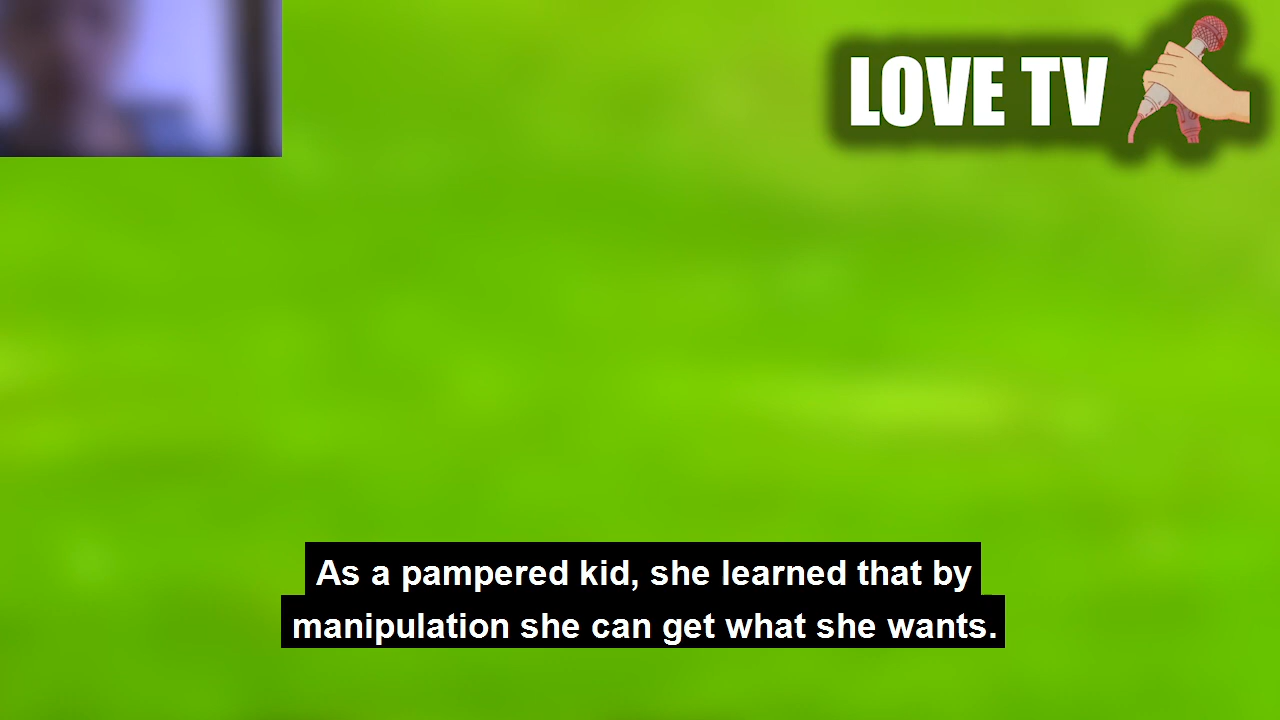 LOVE TV
As a pampered kid, she learned that by
manipulation she can get what she wants.